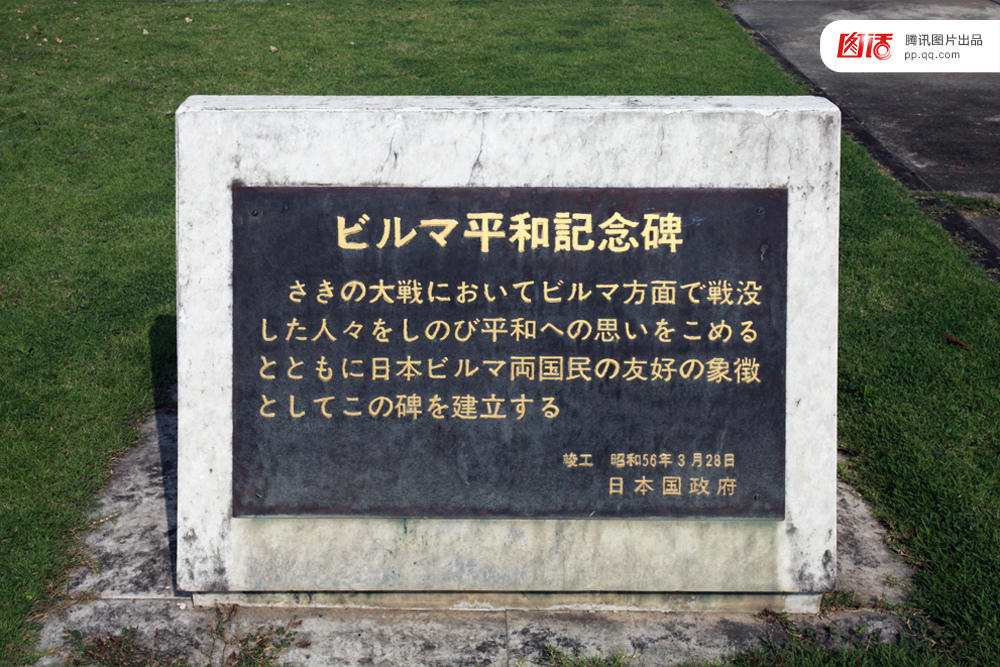 图话
腾讯图片出品
pp.qq.com
ビルマ平和記念碑
さきの大戦においてビルマ方面で戦没
した人々をしのび平和への思いをこめる
とともに日本ビルマ両国民の友好の象徴
としてこの碑を建立する
竣工 昭和56年3月28日
日本国政府